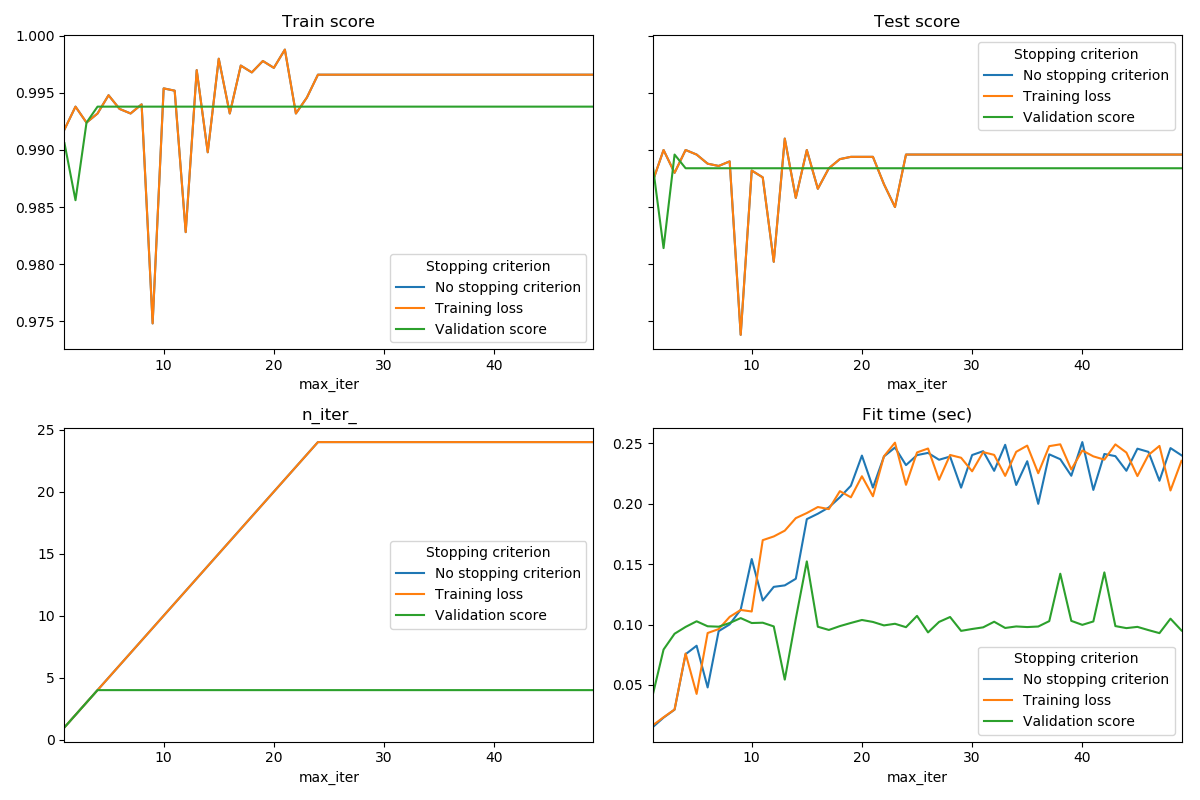 Train score
1.000
0.995
0.990
0.985
0.980
0.975
10
20
30
40
max_iter
Stopping criterion
No stopping criterion
Training loss
Validation score
Test score
10
20
30
40
max_iter
Stopping criterion
No stopping criterion
Training loss
Validation score
n_iter_
25
20
15
10
5
0
10
20
30
40
max_iter
Stopping criterion
No stopping criterion
Training loss
Validation score
Fit time (sec)
0.25
0.20
0.15
0.10
0.05
10
20
30
40
max_iter
Stopping criterion
No stopping criterion
Training loss
Validation score